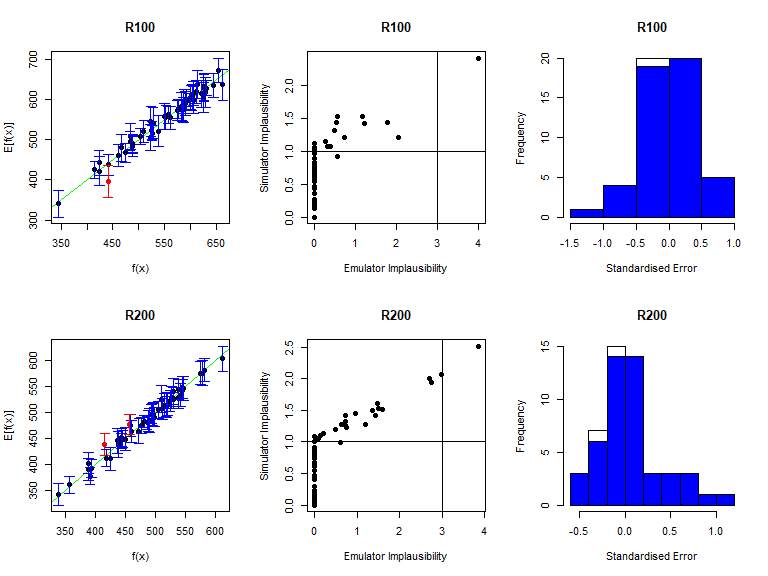 R100
R100
R100
E[f(x)]
300 400 500 600 700
350 450 550 650
f(x)
Simulator Implausibility
0.0 0.5 1.0 1.5 2.0
0 1 2 3 4
Emulator Implausibility
Frequency
0 5 10 15 20
-1.5 -1.0 -0.5 0.0 0.5 1.0
Standardised Error
R200
R200
R200
E[f(x)]
350 400 450 500 550 600
350 400 450 500 550 600
f(x)
Simulator Implausibility
0.0 0.5 1.0 1.5 2.0 2.5
0 1 2 3 4
Emulator Implausibility
Frequency
0 5 10 15
-0.5 0.0 0.5 1.0
Standardised Error